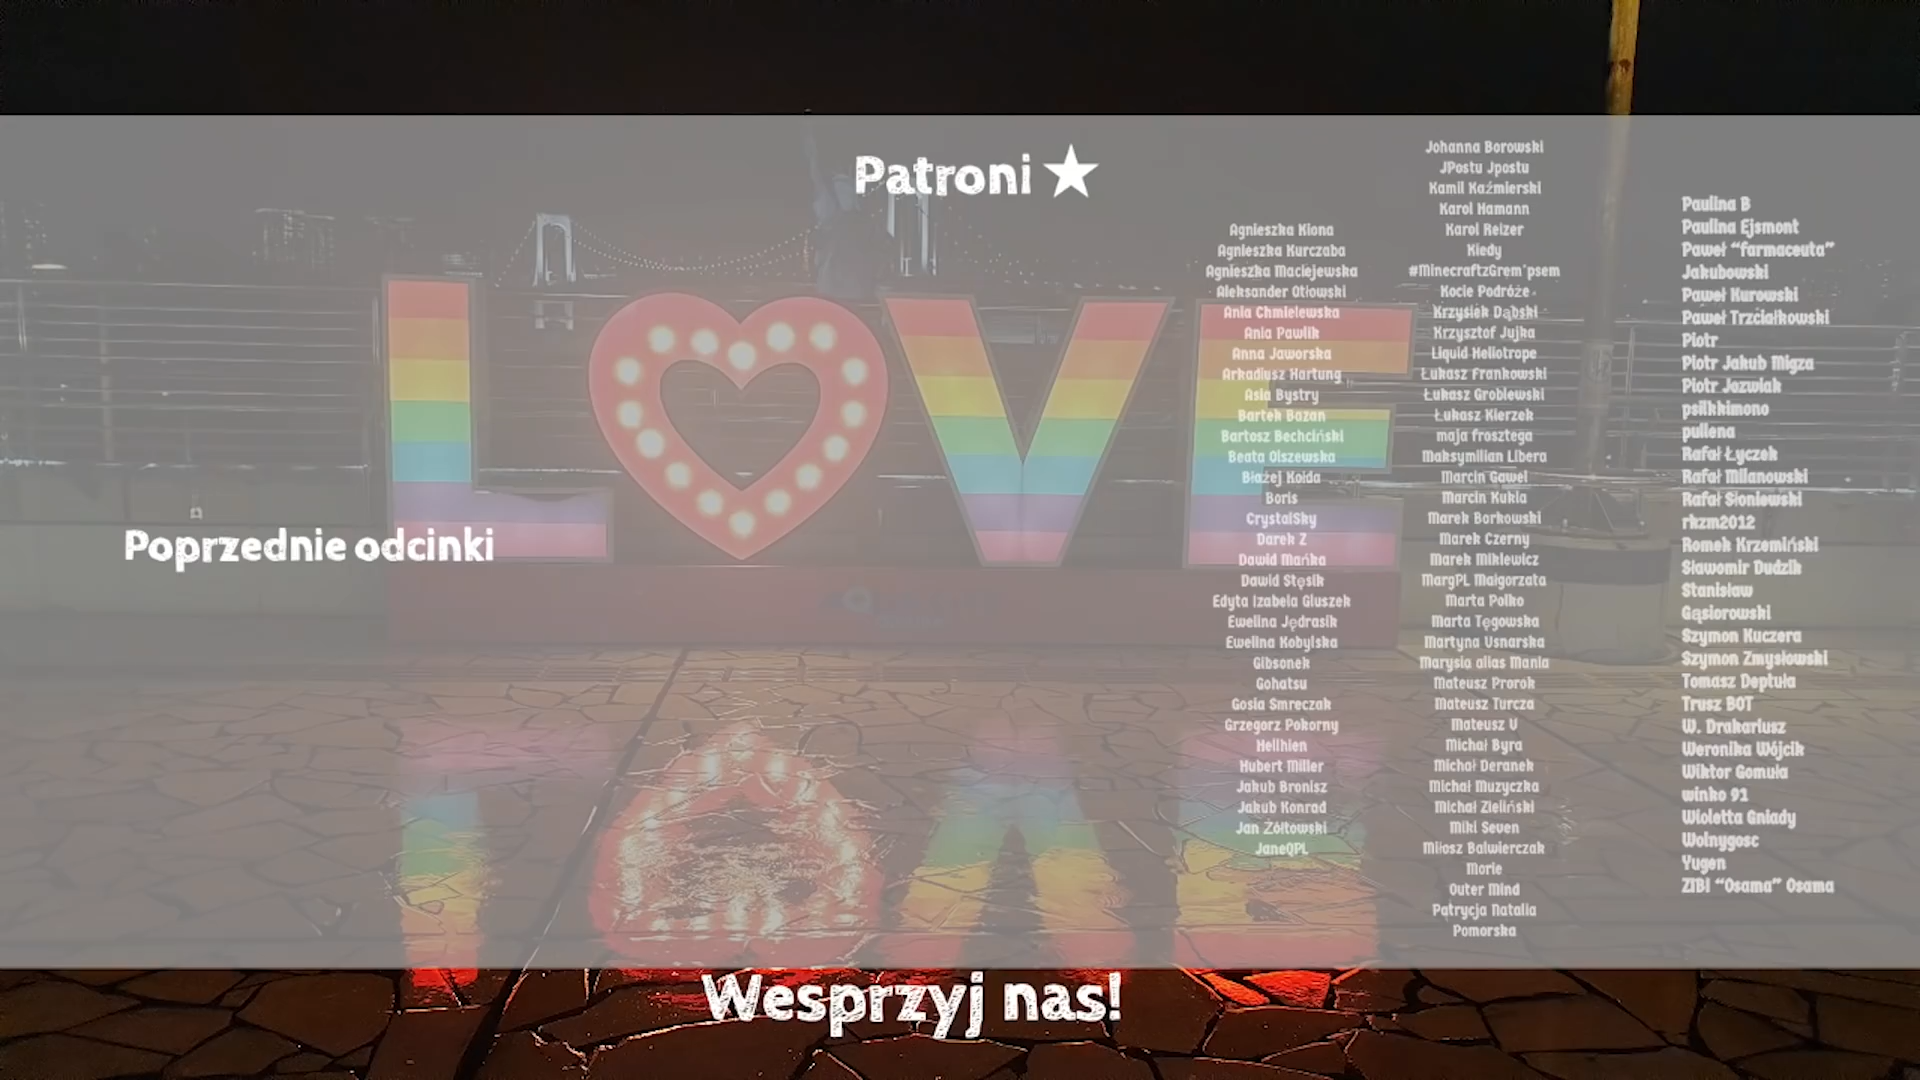 Patroni ★
Poprzednie odcinki
LOVE
Agnieszka Klona
Agnieszka Kurczaba
Agnieszka Maciejewska
Aleksander Otłowski
Ania Chmielewska
Ania Pawlik
Anna Jaworska
Arkadiusz Hartung
Asia Bystry
Bartek Bazan
Bartosz Bechciński
Beata Olszewska
Błażej Kolda
Boris
CrystalSky
Darek Z
Dawid Mańka
Dawid Stęsik
Edyta Izabela Gluszek
Ewelina Jędrasik
Ewelina Kobylska
Gibsonek
Gohatsu
Gosia Smreczak
Grzegorz Pokorny
Hellhien
Hubert Miller
Jakub Bronisz
Jakub Konrad
Jan Żółtowski
JaneQPL
Johanna Borowski
JPostu Jpostu
Kamil Kaźmierski
Karol Hamann
Karol Reizer
Kiedy
#MinecraftzGrem'psem
Kocie Podróże
Krzysiek Dąbski
Krzysztof Jujka
Liquid Heliotrope
Łukasz Frankowski
Łukasz Groblewski
Łukasz Kierzek
maja frosztega
Maksymilian Libera
Marcin Gaweł
Marcin Kukla
Marek Borkowski
Marek Czerny
Marek Miklewicz
MargPL Małgorzata
Marta Polko
Marta Tęgowska
Martyna Usnarska
Marysia alias Mania
Mateusz Prorok
Mateusz Turcza
Mateusz U
Michał Byra
Michał Deranek
Michał Muzyczka
Michał Zieliński
Miki Seven
Miłosz Balwierczak
Morie
Outer Mind
Patrycja Natalia
Pomorska
Paulina B
Paulina Ejsmont
Paweł “farmaceuta”
Jakubowski
Paweł Kurowski
Paweł Trzciałkowski
Piotr
Piotr Jakub Migza
Piotr Jezwiak
psilkkimono
pullena
Rafał Łyczek
Rafał Milanowski
Rafał Słoniewski
rkzm2012
Romek Krzemiński
Sławomir Dudzik
Stanisław
Gąsiorowski
Szymon Kuczera
Szymon Zmysłowski
Tomasz Deptuła
Trusz BOT
W. Drakariusz
Weronika Wójcik
Wiktor Gomuła
winko 91
Wioletta Gniady
Wolnygosc
Yugen
ZIBI “Osama” Osama
Wesprzyj nas!